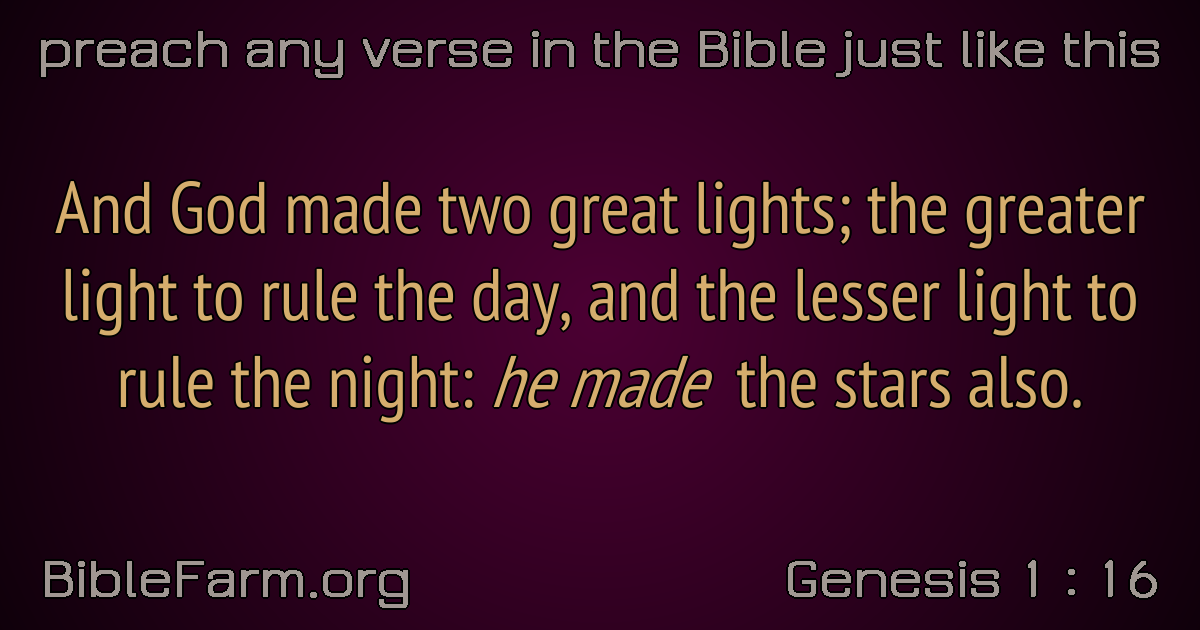 preach any verse in the Bible just like this
And God made two great lights; the greater
light to rule the day, and the lesser light to
rule the night: he made the stars also.
BibleFarm.org
Genesis 1 : 16